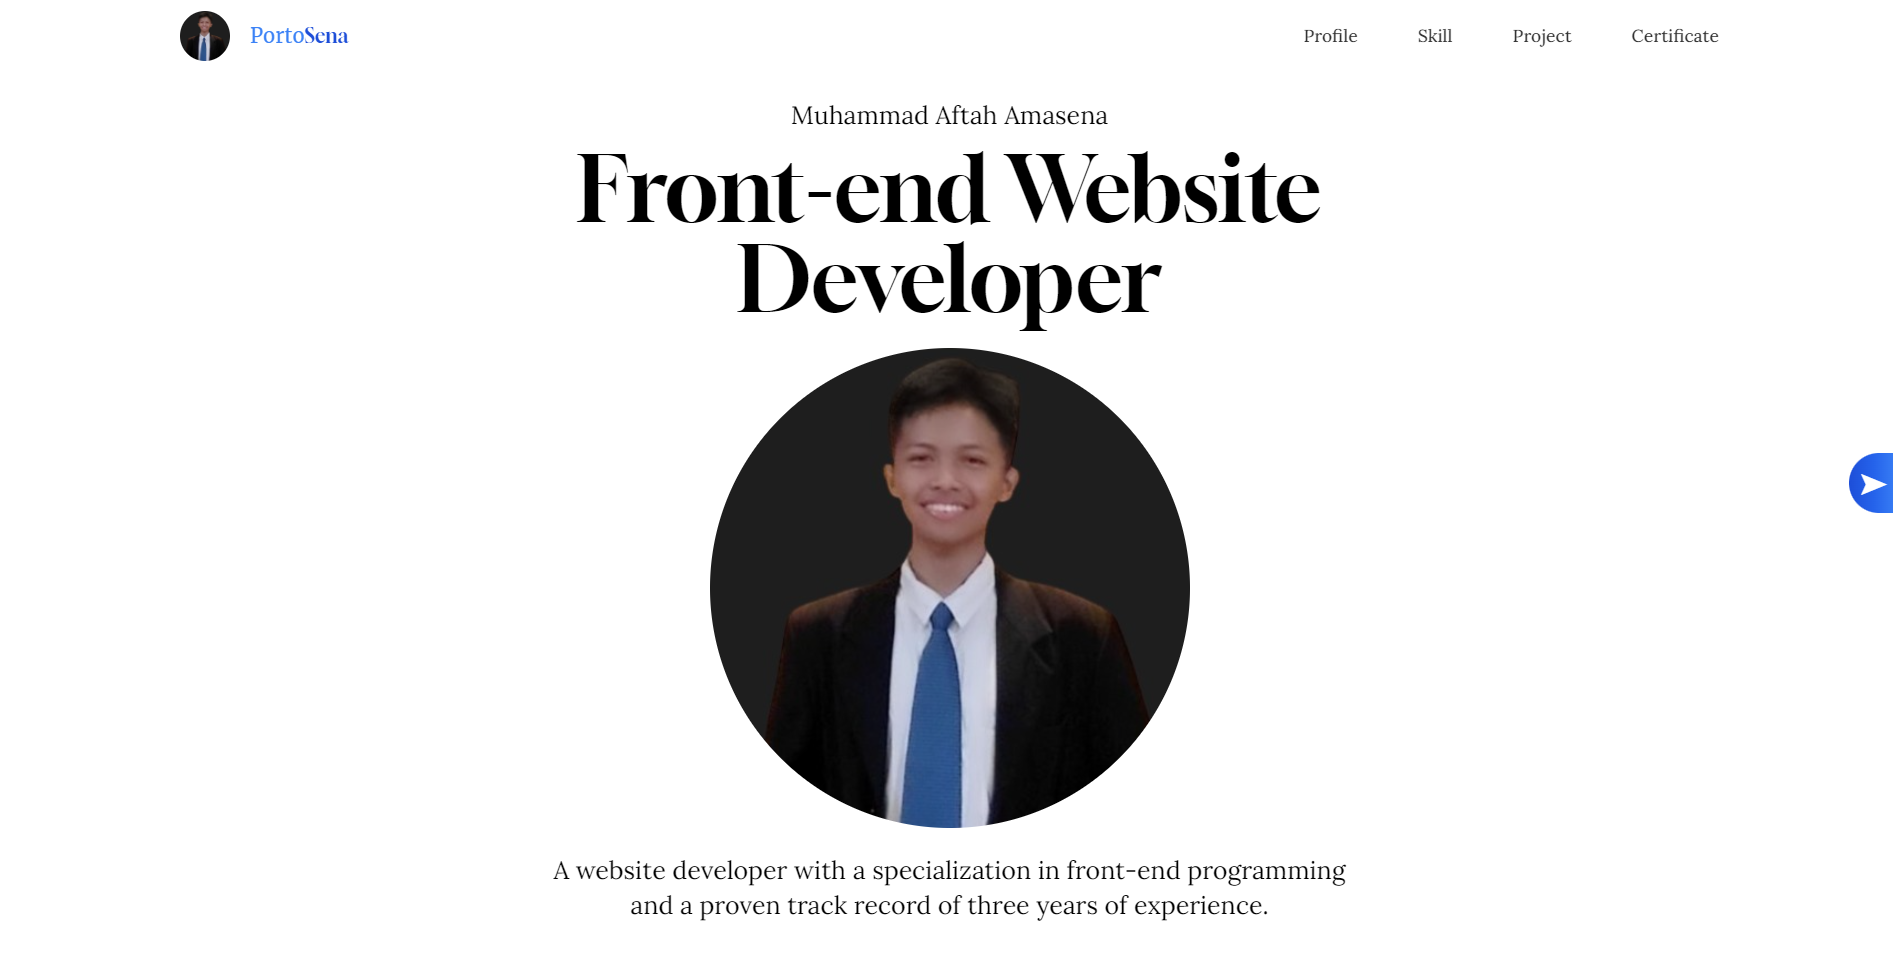 PortoSena
Profile
Skill
Project
Certificate
Muhammad Aftah Amasena
Front-end Website
Developer
A website developer with a specialization in front-end programming
and a proven track record of three years of experience.